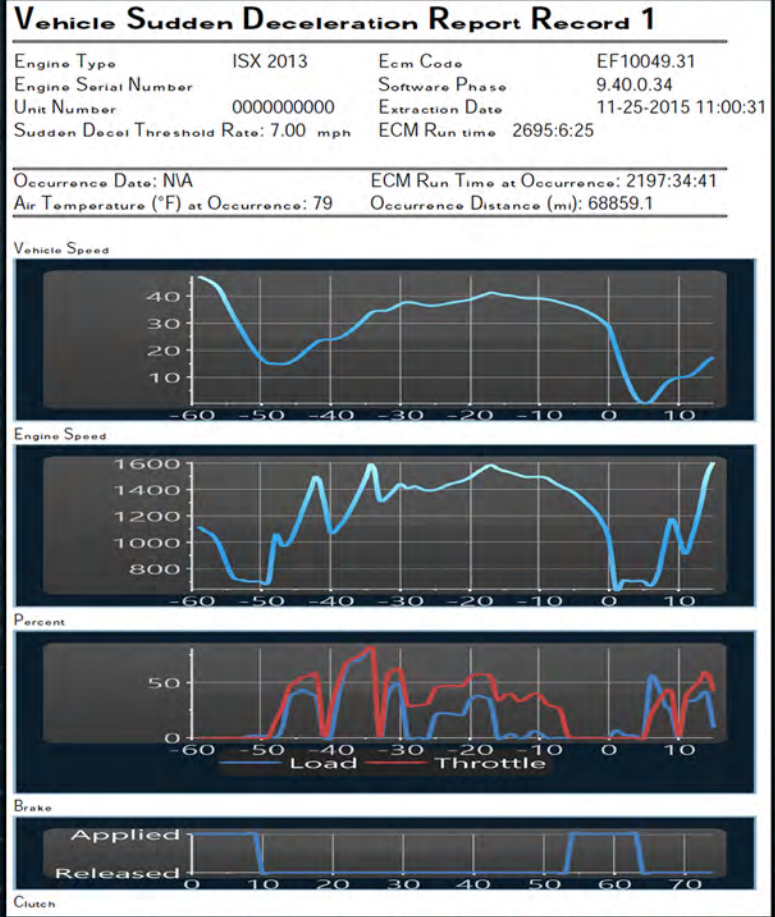 Vehicle Sudden Deceleration Report Record 1
Engine Type ISX 2013 Ecm Code EF10049.31
Engine Serial Number Software Phase 9.40.0.34
Unit Number 0000000000 Extraction Date 11-25-2015 11:00:31
Sudden Decel Threshold Rate: 7.00 mph ECM Run time 2695:6:25
Occurrence Date: N\A ECM Run Time at Occurrence: 2197:34:41
Air Temperature (°F) at Occurrence: 79 Occurrence Distance (mi): 68859.1
Vehicle Speed
40
30
20
10
-60 -50 -40 -30 -20 -10 0 10
Engine Speed
1600
1400
1200
1000
800
-60 -50 -40 -30 -20 -10 0 10
Percent
50
0
-60 -50 -40 -30 -20 -10 0 10
Load Throttle
Brake
Applied
Released
0 10 20 30 40 50 60 70
Clutch